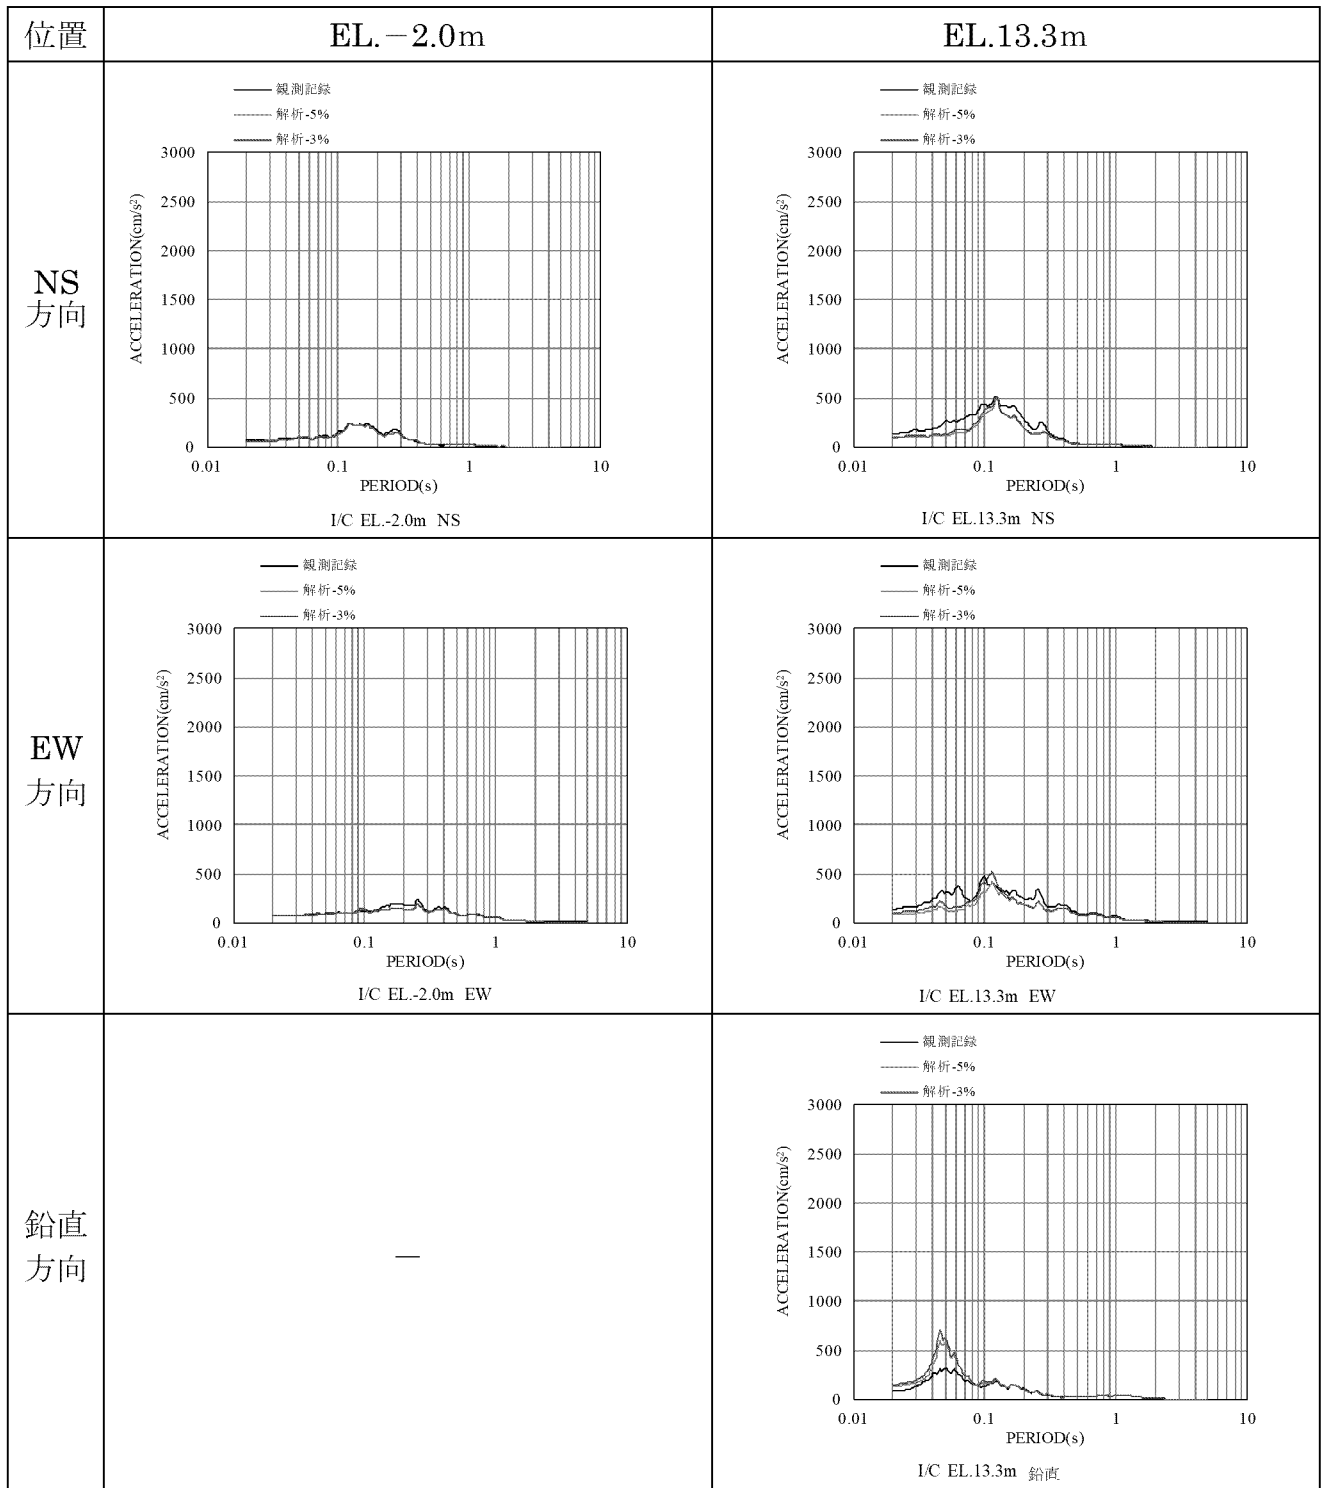 位置
EL.−2.0m
EL.13.3m
NS
方向
観測記録
解析-5%
解析-3%
ACCELERATION(cm/s²)
3000
2500
2000
1500
1000
500
0
0.01
0.1
1
10
PERIOD(s)
I/C EL.-2.0m NS
観測記録
解析-5%
解析-3%
ACCELERATION(cm/s²)
3000
2500
2000
1500
1000
500
0
0.01
0.1
1
10
PERIOD(s)
I/C EL.13.3m NS
EW
方向
観測記録
解析-5%
解析-3%
ACCELERATION(cm/s²)
3000
2500
2000
1500
1000
500
0
0.01
0.1
1
10
PERIOD(s)
I/C EL.-2.0m EW
観測記録
解析-5%
解析-3%
ACCELERATION(cm/s²)
3000
2500
2000
1500
1000
500
0
0.01
0.1
1
10
PERIOD(s)
I/C EL.13.3m EW
鉛直
方向
—
観測記録
解析-5%
解析-3%
ACCELERATION(cm/s²)
3000
2500
2000
1500
1000
500
0
0.01
0.1
1
10
PERIOD(s)
I/C EL.13.3m 鉛直